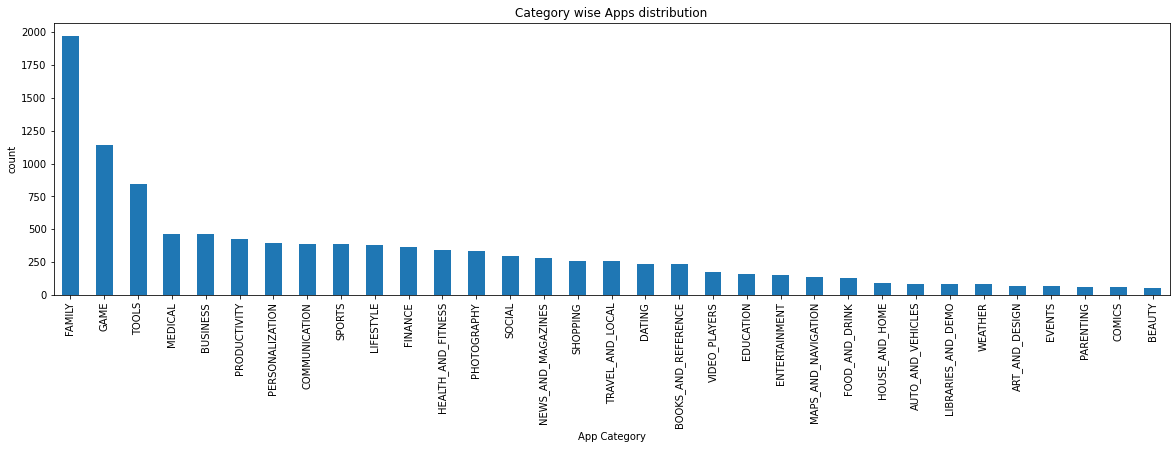 Category wise Apps distribution
2000
1750
1500
1250
1000
750
500
250
0
count
FAMILY
GAME
TOOLS
MEDICAL
BUSINESS
PRODUCTIVITY
PERSONALIZATION
COMMUNICATION
SPORTS
LIFESTYLE
FINANCE
HEALTH_AND_FITNESS
PHOTOGRAPHY
SOCIAL
NEWS_AND_MAGAZINES
SHOPPING
TRAVEL_AND_LOCAL
DATING
BOOKS_AND_REFERENCE
VIDEO_PLAYERS
EDUCATION
ENTERTAINMENT
MAPS_AND_NAVIGATION
FOOD_AND_DRINK
HOUSE_AND_HOME
AUTO_AND_VEHICLES
LIBRARIES_AND_DEMO
WEATHER
ART_AND_DESIGN
EVENTS
PARENTING
COMICS
BEAUTY
App Category